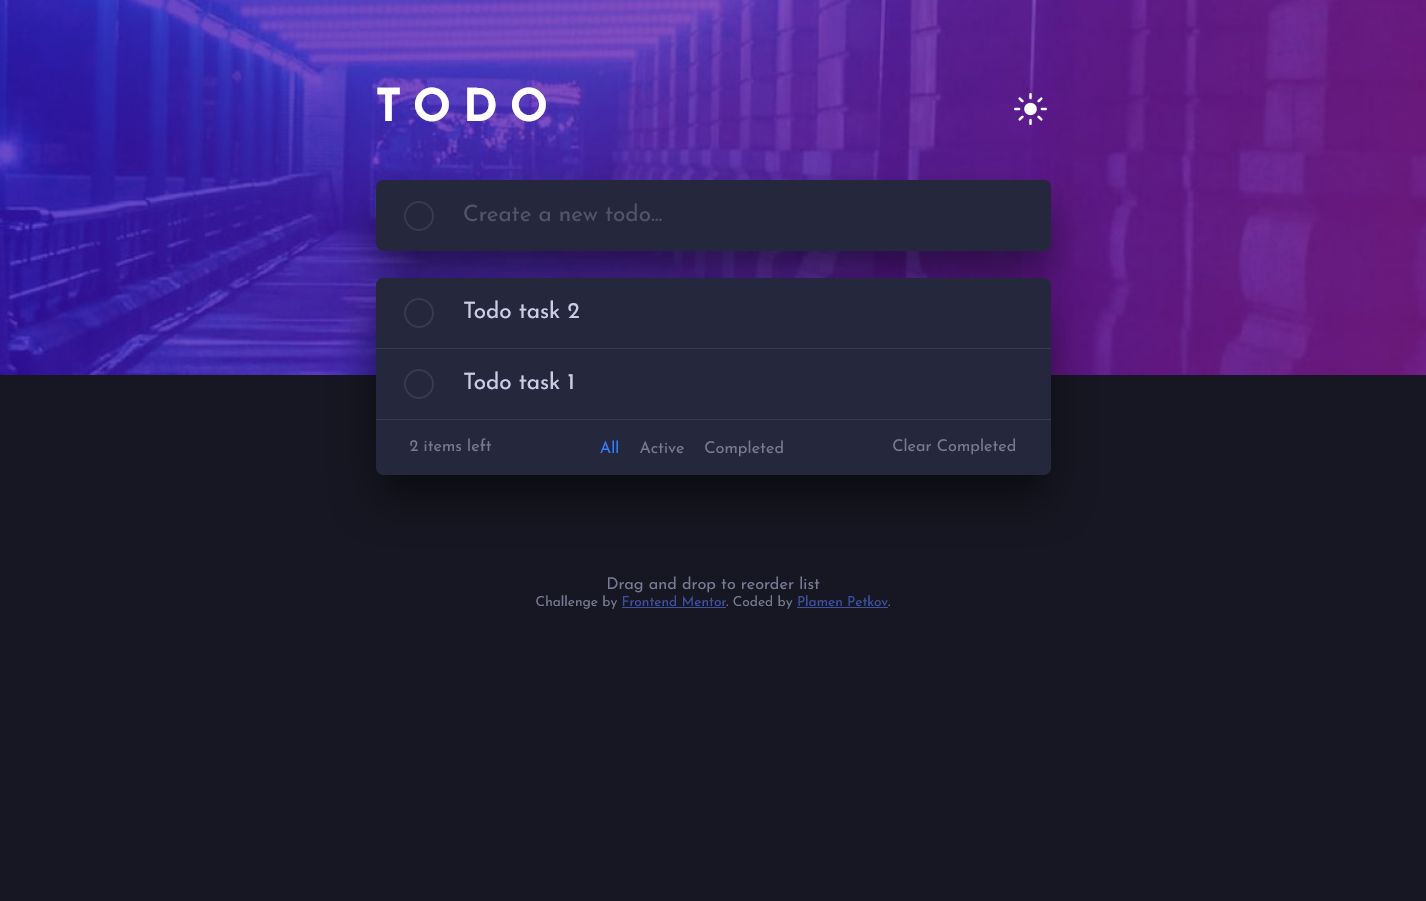 TODO
Create a new todo...
Todo task 2
Todo task 1
2 items left All Active Completed Clear Completed
Drag and drop to reorder list
Challenge by Frontend Mentor. Coded by Plamen Petkov.